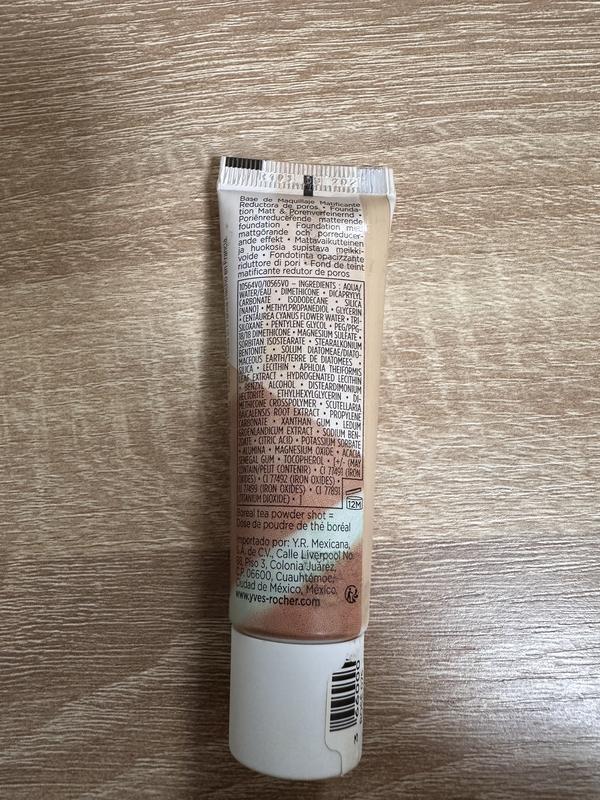 Base de Maquillaje Matificante
Reductora de poros • Founda-
tion Matt & Porenverfeinernd •
Poriënreducerende matterende
foundation • Foundation med
mattgörande och porreducer-
ande effekt • Mattavaikutteinen
ja huokosia supistava meikki-
voide • Fondotinta opacizzante
riduttore di pori • Fond de teint
matificante redutor de poros
10564V0/10565V0 – INGREDIENTS : AQUA/
WATER/EAU • DIMETHICONE • DICAPRYLYL
CARBONATE • ISODODECANE • SILICA
[NANO] • METHYLPROPANEDIOL • GLYCERIN
• CENTAUREA CYANUS FLOWER WATER • TRI-
SILOXANE • PENTYLENE GLYCOL • PEG/PPG-
18/18 DIMETHICONE • MAGNESIUM SULFATE •
SORBITAN ISOSTEARATE • STEARALKONIUM
BENTONITE • SOLUM DIATOMEAE/DIATO-
MACEOUS EARTH/TERRE DE DIATOMEES •
SILICA • LECITHIN • APHLOIA THEIFORMIS
LEAF EXTRACT • HYDROGENATED LECITHIN
• BENZYL ALCOHOL • DISTEARDIMONIUM
HECTORITE • ETHYLHEXYLGLYCERIN • DI-
METHICONE CROSSPOLYMER • SCUTELLARIA
BAICALENSIS ROOT EXTRACT • PROPYLENE
CARBONATE • XANTHAN GUM • LEDUM
GROENLANDICUM EXTRACT • SODIUM BEN-
ZOATE • CITRIC ACID • POTASSIUM SORBATE
• ALUMINA • MAGNESIUM OXIDE • ACACIA
SENEGAL GUM • TOCOPHEROL • [+/- (MAY
CONTAIN/PEUT CONTENIR) • CI 77491 (IRON
OXIDES) • CI 77492 (IRON OXIDES) •
CI 77499 (IRON OXIDES) • CI 77891
(TITANIUM DIOXIDE) • ]
12M
Boreal tea powder shot =
Dose de poudre de thé boréal
Importado por: Y.R. Mexicana,
S.A. de C.V., Calle Liverpool No.
88, Piso 3, Colonia Juárez,
C.P. 06600, Cuauhtémoc,
Ciudad de México, México.
www.yves-rocher.com